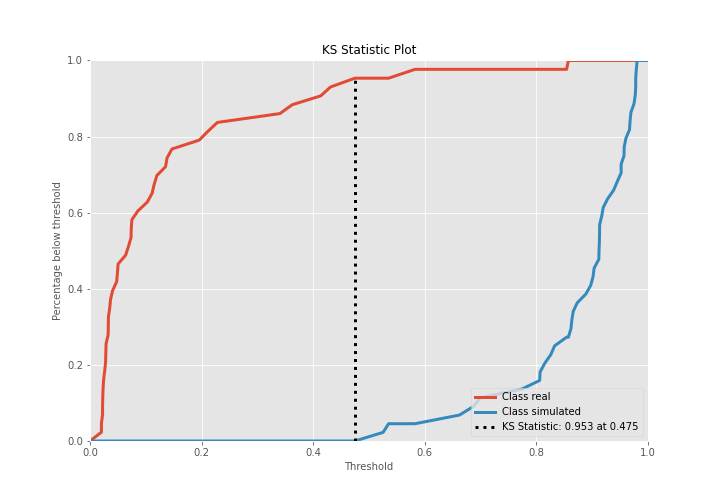 KS Statistic Plot
Percentage below threshold
1.0
0.8
0.6
0.4
0.2
0.0
0.0 0.2 0.4 0.6 0.8 1.0
Threshold
Class real
Class simulated
KS Statistic: 0.953 at 0.475